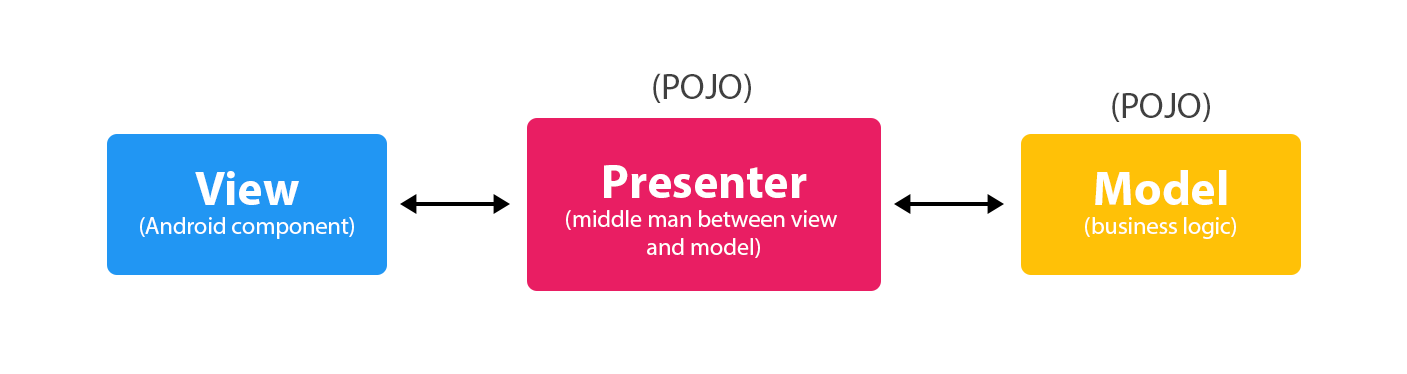 (POJO)
(POJO)
View
(Android component)
Presenter
(middle man between view
and model)
Model
(business logic)